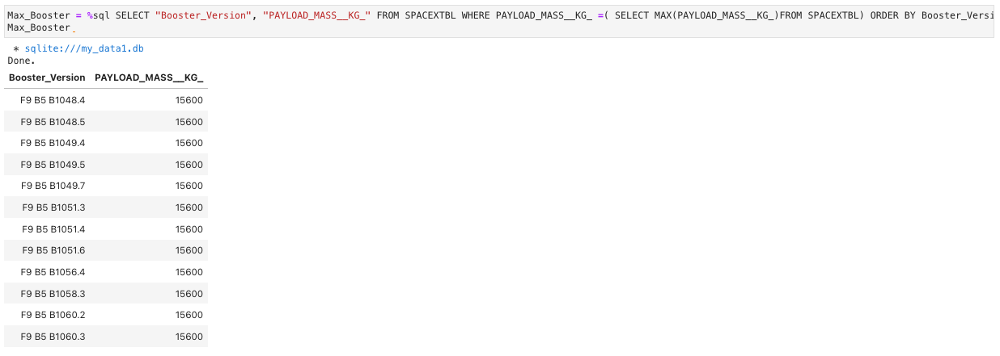 Max_Booster = %sql SELECT "Booster_Version", "PAYLOAD_MASS__KG_" FROM SPACEXTBL WHERE PAYLOAD_MASS__KG_ =( SELECT MAX(PAYLOAD_MASS__KG_)FROM SPACEXTBL) ORDER BY Booster_Versi
Max_Booster
* sqlite:///my_data1.db
Done.
Booster_Version PAYLOAD_MASS__KG_
F9 B5 B1048.4 15600
F9 B5 B1048.5 15600
F9 B5 B1049.4 15600
F9 B5 B1049.5 15600
F9 B5 B1049.7 15600
F9 B5 B1051.3 15600
F9 B5 B1051.4 15600
F9 B5 B1051.6 15600
F9 B5 B1056.4 15600
F9 B5 B1058.3 15600
F9 B5 B1060.2 15600
F9 B5 B1060.3 15600